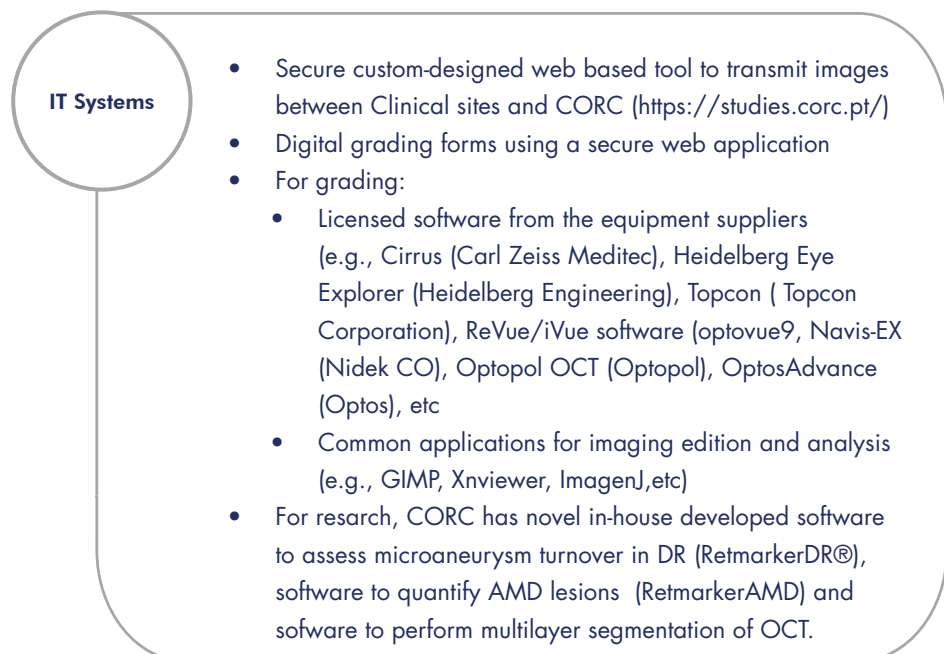 IT Systems
• Secure custom-designed web based tool to transmit images
between Clinical sites and CORC (https://studies.corc.pt/)
• Digital grading forms using a secure web application
• For grading:
• Licensed software from the equipment suppliers
(e.g., Cirrus (Carl Zeiss Meditec), Heidelberg Eye
Explorer (Heidelberg Engineering), Topcon ( Topcon
Corporation), ReVue/iVue software (optovue9, Navis-EX
(Nidek CO), Optopol OCT (Optopol), OptosAdvance
(Optos), etc
• Common applications for imaging edition and analysis
(e.g., GIMP, Xnviewer, ImagenJ,etc)
• For resarch, CORC has novel in-house developed software
to assess microaneurysm turnover in DR (RetmarkerDR®),
software to quantify AMD lesions (RetmarkerAMD) and
sofware to perform multilayer segmentation of OCT.